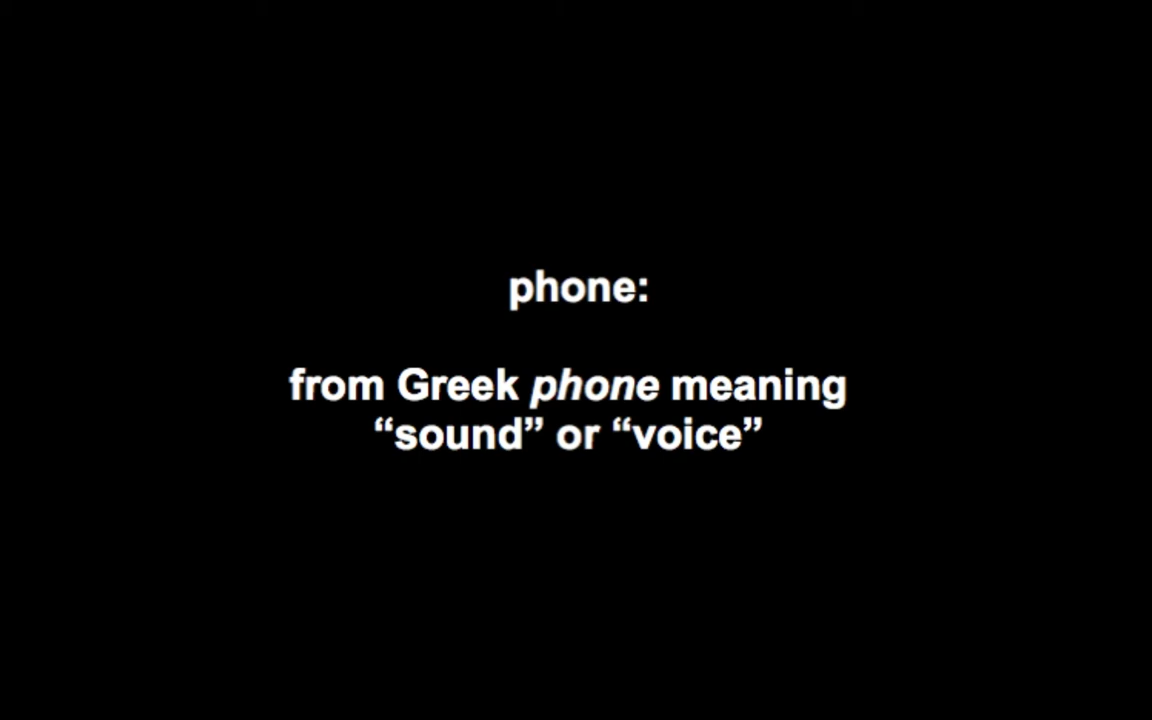 phone:
from Greek phone meaning
“sound” or “voice”